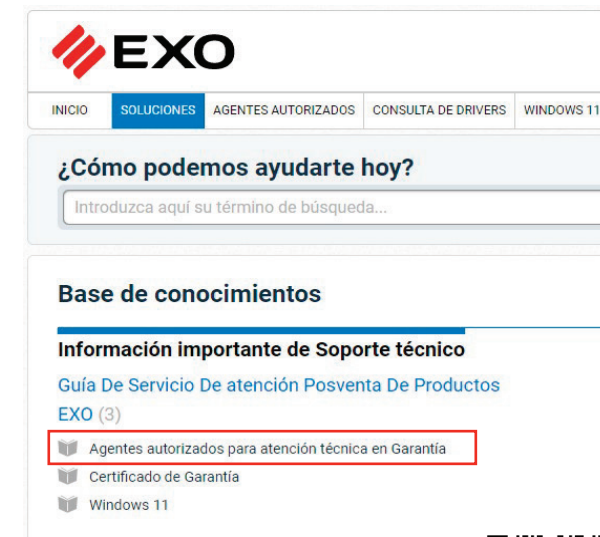 EXO
INICIO SOLUCIONES AGENTES AUTORIZADOS CONSULTA DE DRIVERS WINDOWS 11
¿Cómo podemos ayudarte hoy?
Introduzca aquí su término de búsqueda...
Base de conocimientos
Información importante de Soporte técnico
Guía De Servicio De atención Posventa De Productos
EXO (3)
Agentes autorizados para atención técnica en Garantía
Certificado de Garantía
Windows 11